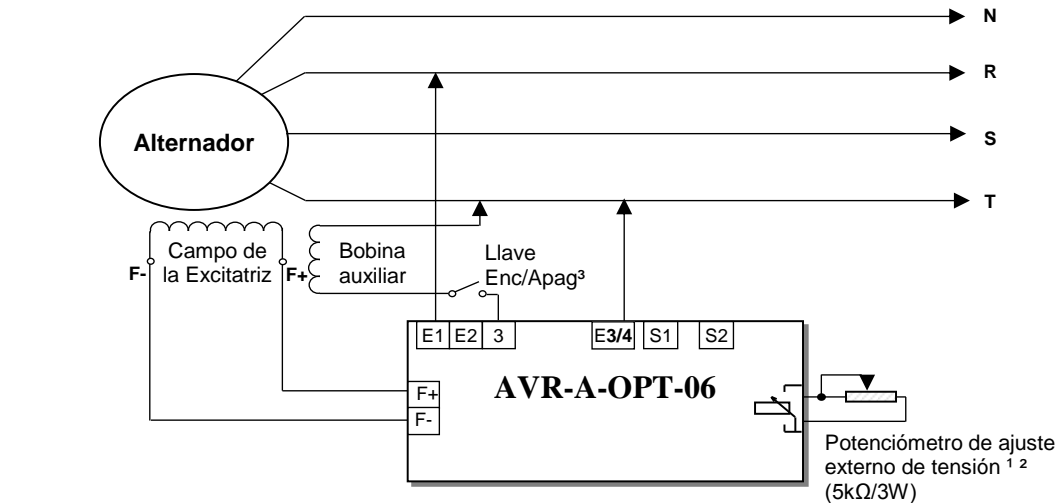 N
R
Alternador
S
T
Campo de
la Excitatriz
F-
F+
Bobina
auxiliar
Llave
Enc/Apag³
E1
E2
3
E3/4
S1
S2
AVR-A-OPT-06
F+
F-
Potenciómetro de ajuste
externo de tensión ¹ ²
(5kΩ/3W)